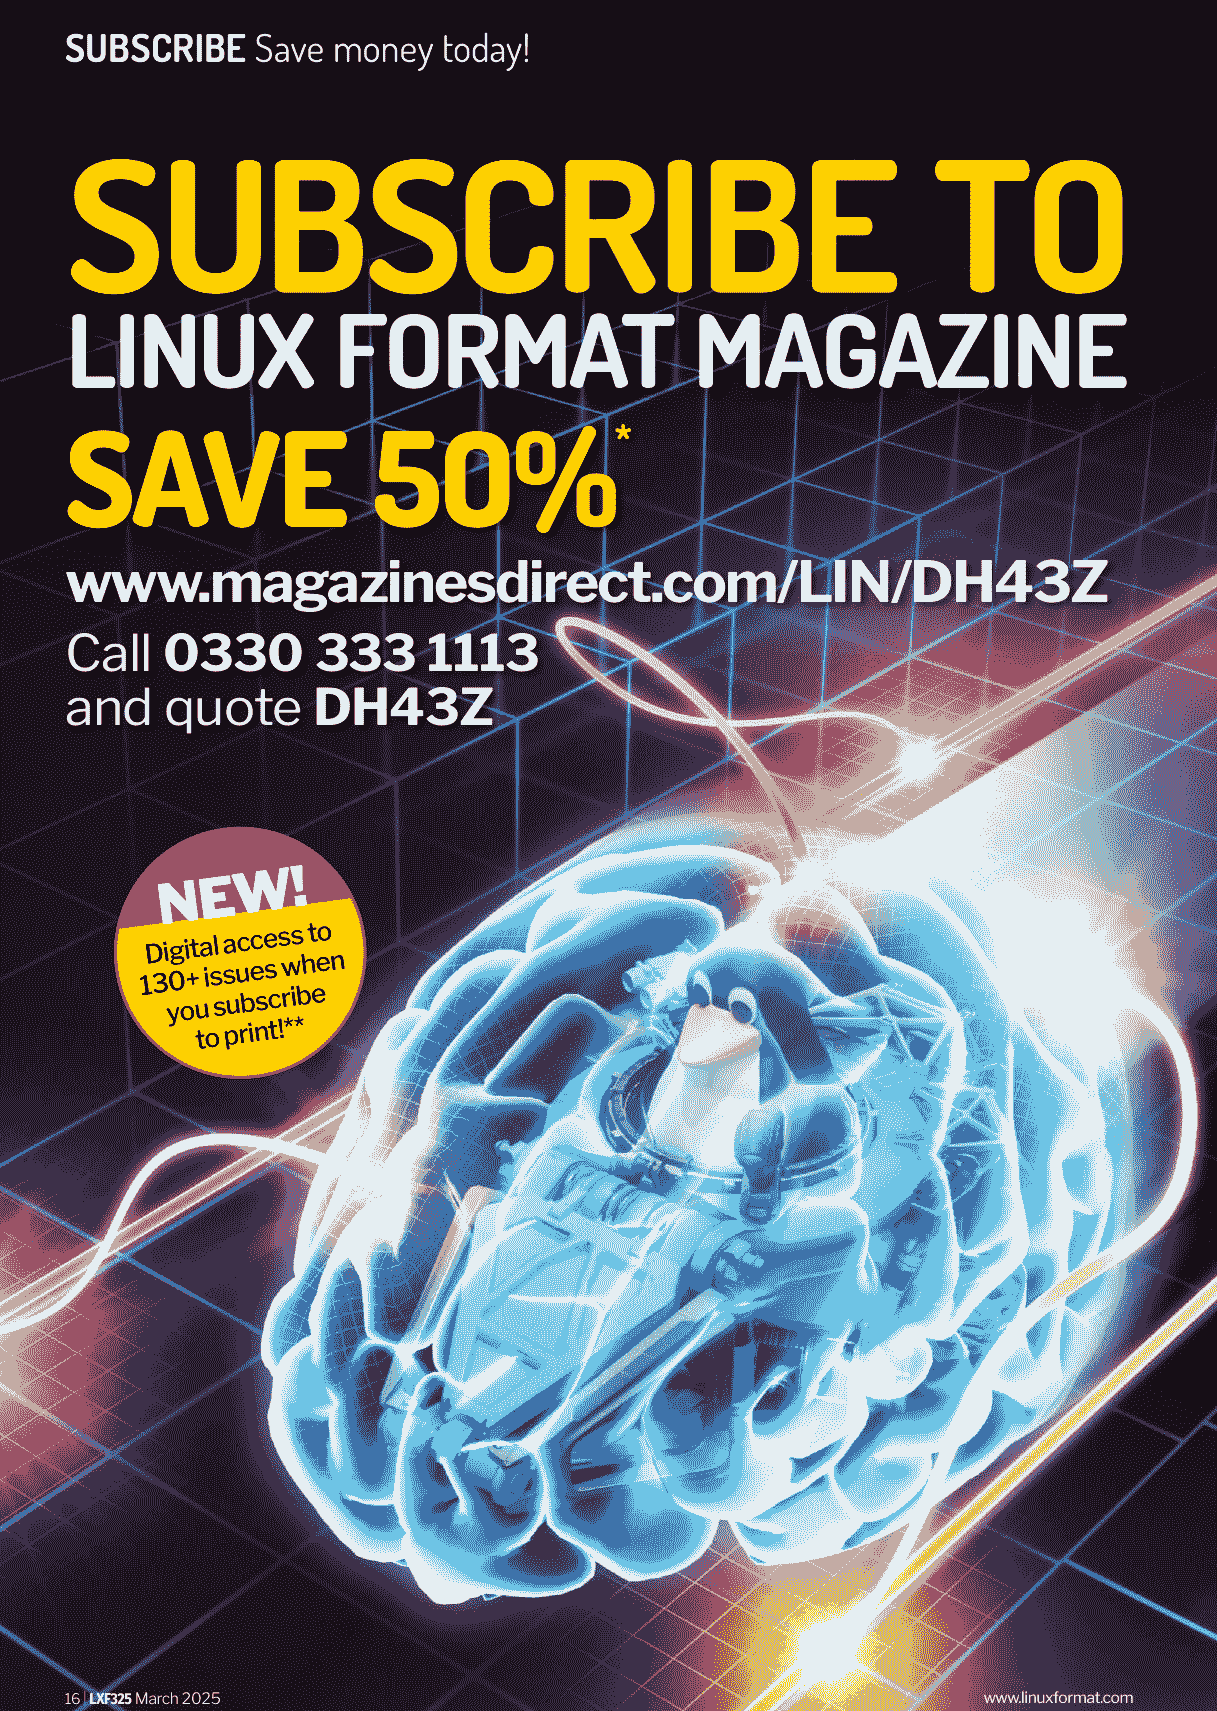 SUBSCRIBE Save money today!
SUBSCRIBE TO
LINUX FORMAT MAGAZINE
SAVE 50%*
www.magazinesdirect.com/LIN/DH43Z
Call 0330 333 1113
and quote DH43Z
NEW!
Digital access to
130+ issues when
you subscribe
to print!**
16 | LXF325 March 2025
www.linuxformat.com